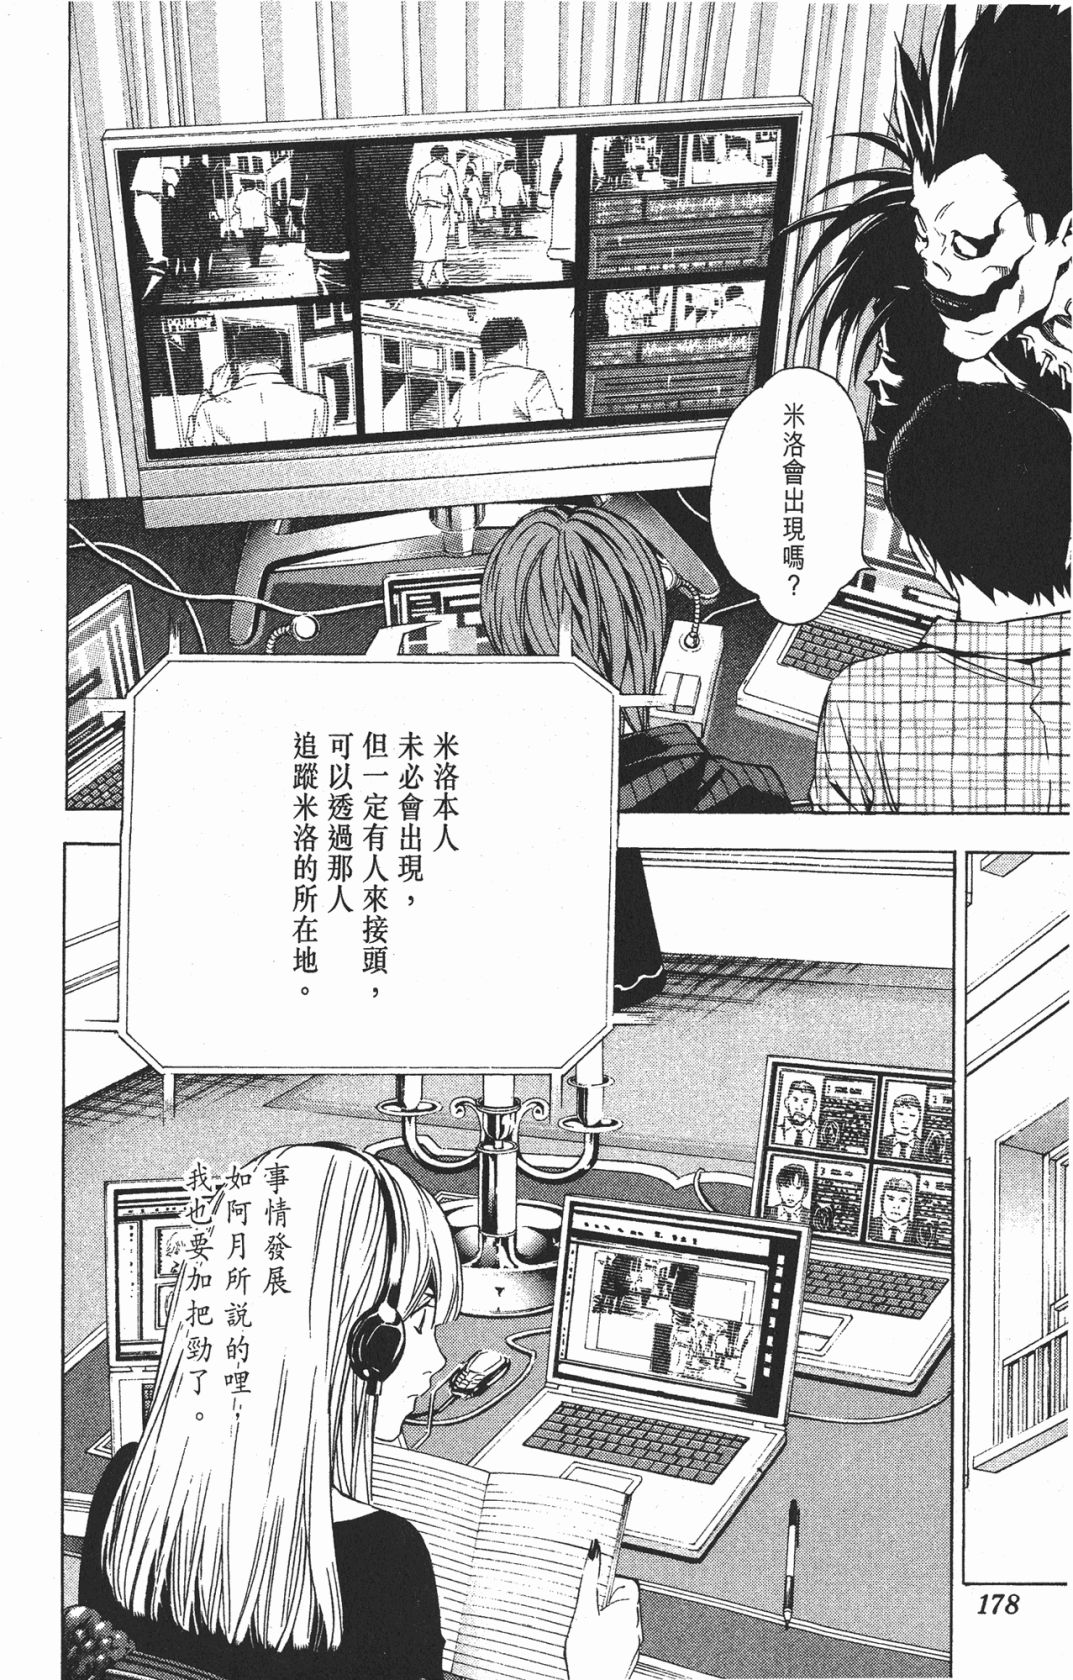 米洛會出現嗎？
米洛本人
未必會出現，
但一定有人來接頭，
可以透過那人
追蹤米洛的所在地。
事情發展
如阿月所說的哩，
我也要加把勁了。
178